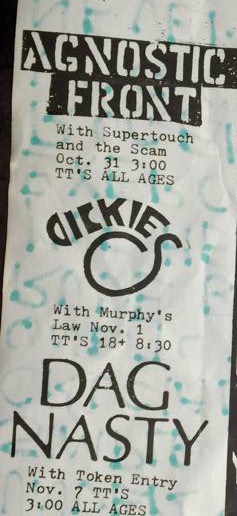 AGNOSTIC
FRONT
With Supertouch
and the Scam
Oct. 31 3:00
TT'S ALL AGES
DICKIES
With Murphy's
Law Nov. 1
TT'S 18+ 8:30
DAG
NASTY
With Token Entry
Nov. 7 TT'S
3:00 ALL AGES